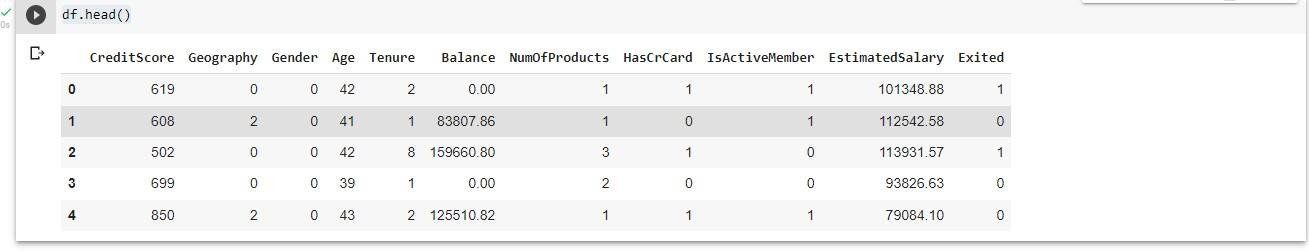 df.head()
0s
CreditScore Geography Gender Age Tenure Balance NumOfProducts HasCrCard IsActiveMember EstimatedSalary Exited
0 619 0 0 42 2 0.00 1 1 1 101348.88 1
1 608 2 0 41 1 83807.86 1 0 1 112542.58 0
2 502 0 0 42 8 159660.80 3 1 0 113931.57 1
3 699 0 0 39 1 0.00 2 0 0 93826.63 0
4 850 2 0 43 2 125510.82 1 1 1 79084.10 0